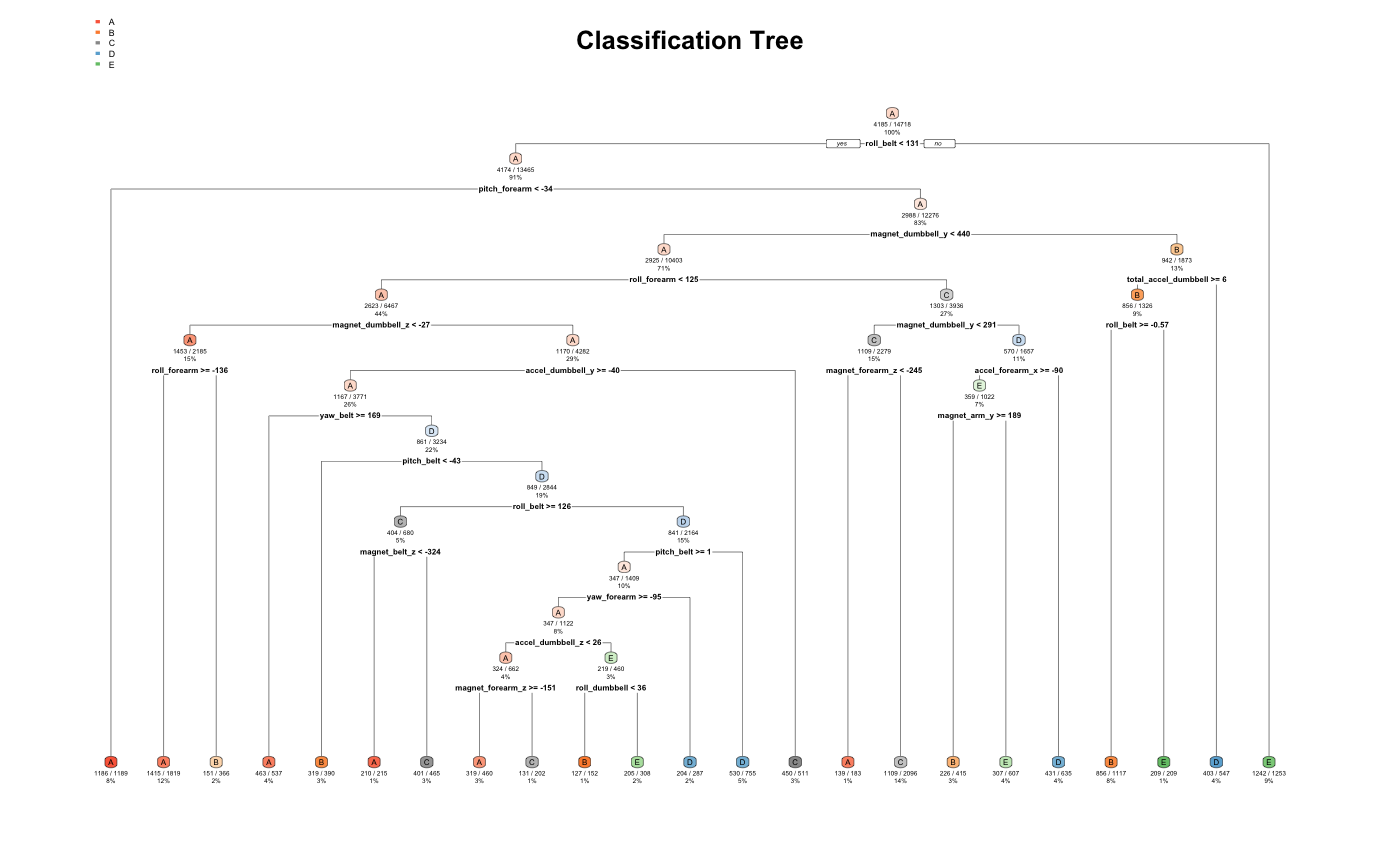 A
B
C
D
E
Classification Tree
A
4185 / 14718
100%
yes roll_belt < 131 no
A
4174 / 13465
91%
pitch_forearm < -34
A
2988 / 12276
83%
magnet_dumbbell_y < 440
A B
2925 / 10403 942 / 1873
71% 13%
roll_forearm < 125 total_accel_dumbbell >= 6
A C B
2623 / 6467 1303 / 3936 856 / 1326
44% 27% 9%
magnet_dumbbell_z < -27 magnet_dumbbell_y < 291 roll_belt >= -0.57
A A C D
1453 / 2185 1170 / 4282 1109 / 2279 570 / 1657
15% 29% 15% 11%
roll_forearm >= -136 accel_dumbbell_y >= -40 magnet_forearm_z < -245 accel_forearm_x >= -90
A E
1167 / 3771 359 / 1022
26% 7%
yaw_belt >= 169 magnet_arm_y >= 189
D
861 / 3234
22%
pitch_belt < -43
D
849 / 2844
19%
roll_belt >= 126
C D
404 / 680 841 / 2164
5% 15%
magnet_belt_z < -324 pitch_belt >= 1
A
347 / 1409
10%
yaw_forearm >= -95
A
347 / 1122
8%
accel_dumbbell_z < 26
A E
324 / 662 219 / 460
4% 3%
magnet_forearm_z >= -151 roll_dumbbell < 36
A A B A B A C A C B E D D C A C B E D B E D E
1186 / 1189 1415 / 1819 151 / 366 463 / 537 319 / 390 210 / 215 401 / 465 319 / 460 131 / 202 127 / 152 205 / 308 204 / 287 530 / 755 450 / 511 139 / 183 1109 / 2096 226 / 415 307 / 607 431 / 635 856 / 1117 209 / 209 403 / 547 1242 / 1253
8% 12% 2% 4% 3% 1% 3% 3% 1% 1% 2% 2% 5% 3% 1% 14% 3% 4% 4% 8% 1% 4% 9%